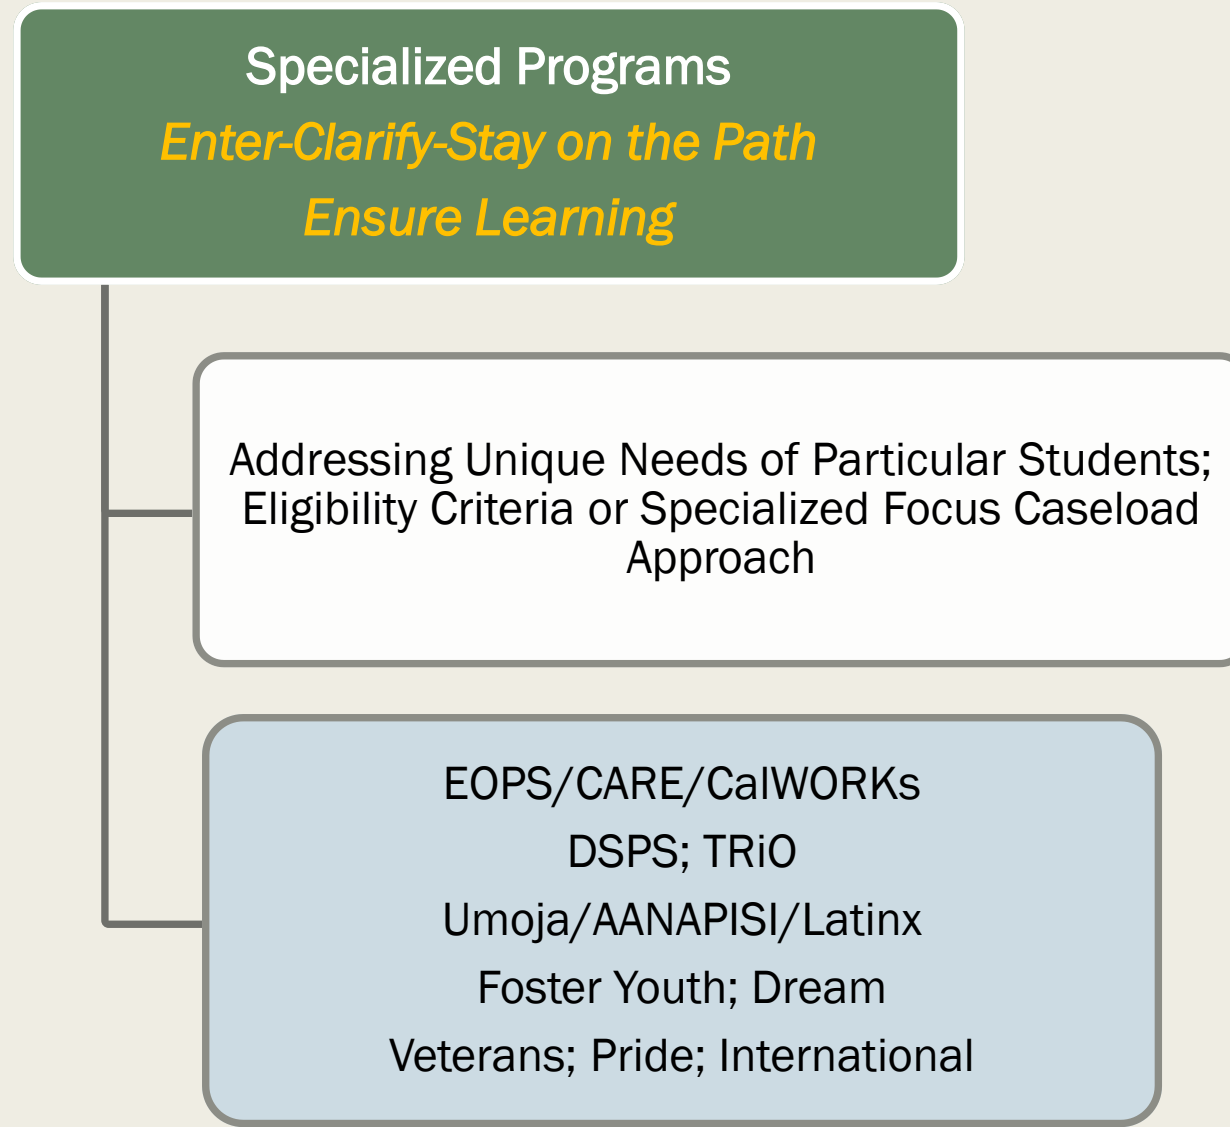 Specialized Programs
Enter-Clarify-Stay on the Path
Ensure Learning
Addressing Unique Needs of Particular Students;
Eligibility Criteria or Specialized Focus Caseload
Approach
EOPS/CARE/CalWORKs
DSPS; TRiO
Umoja/AANAPISI/Latinx
Foster Youth; Dream
Veterans; Pride; International